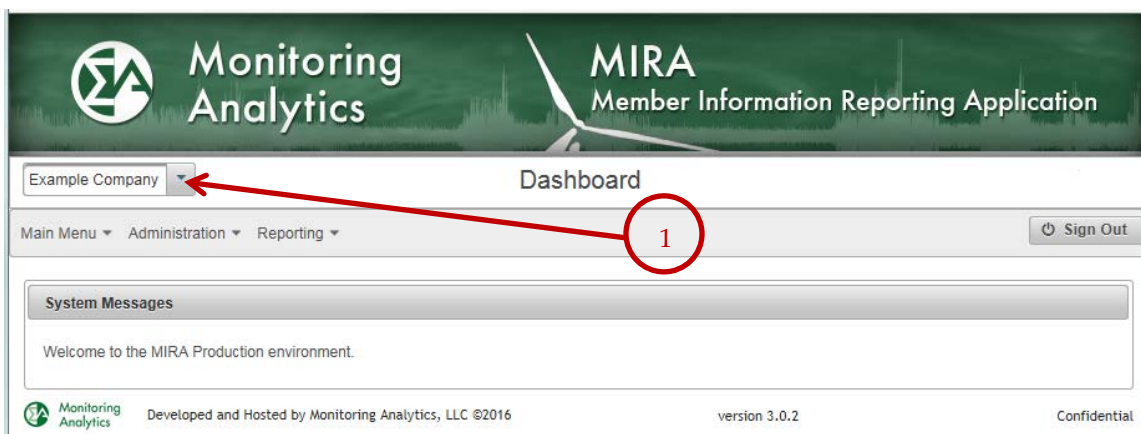 Monitoring
Analytics
MIRA
Member Information Reporting Application
Example Company
Dashboard
Main Menu Administration Reporting
1
Sign Out
System Messages
Welcome to the MIRA Production environment.
Monitoring
Analytics
Developed and Hosted by Monitoring Analytics, LLC ©2016
version 3.0.2
Confidential